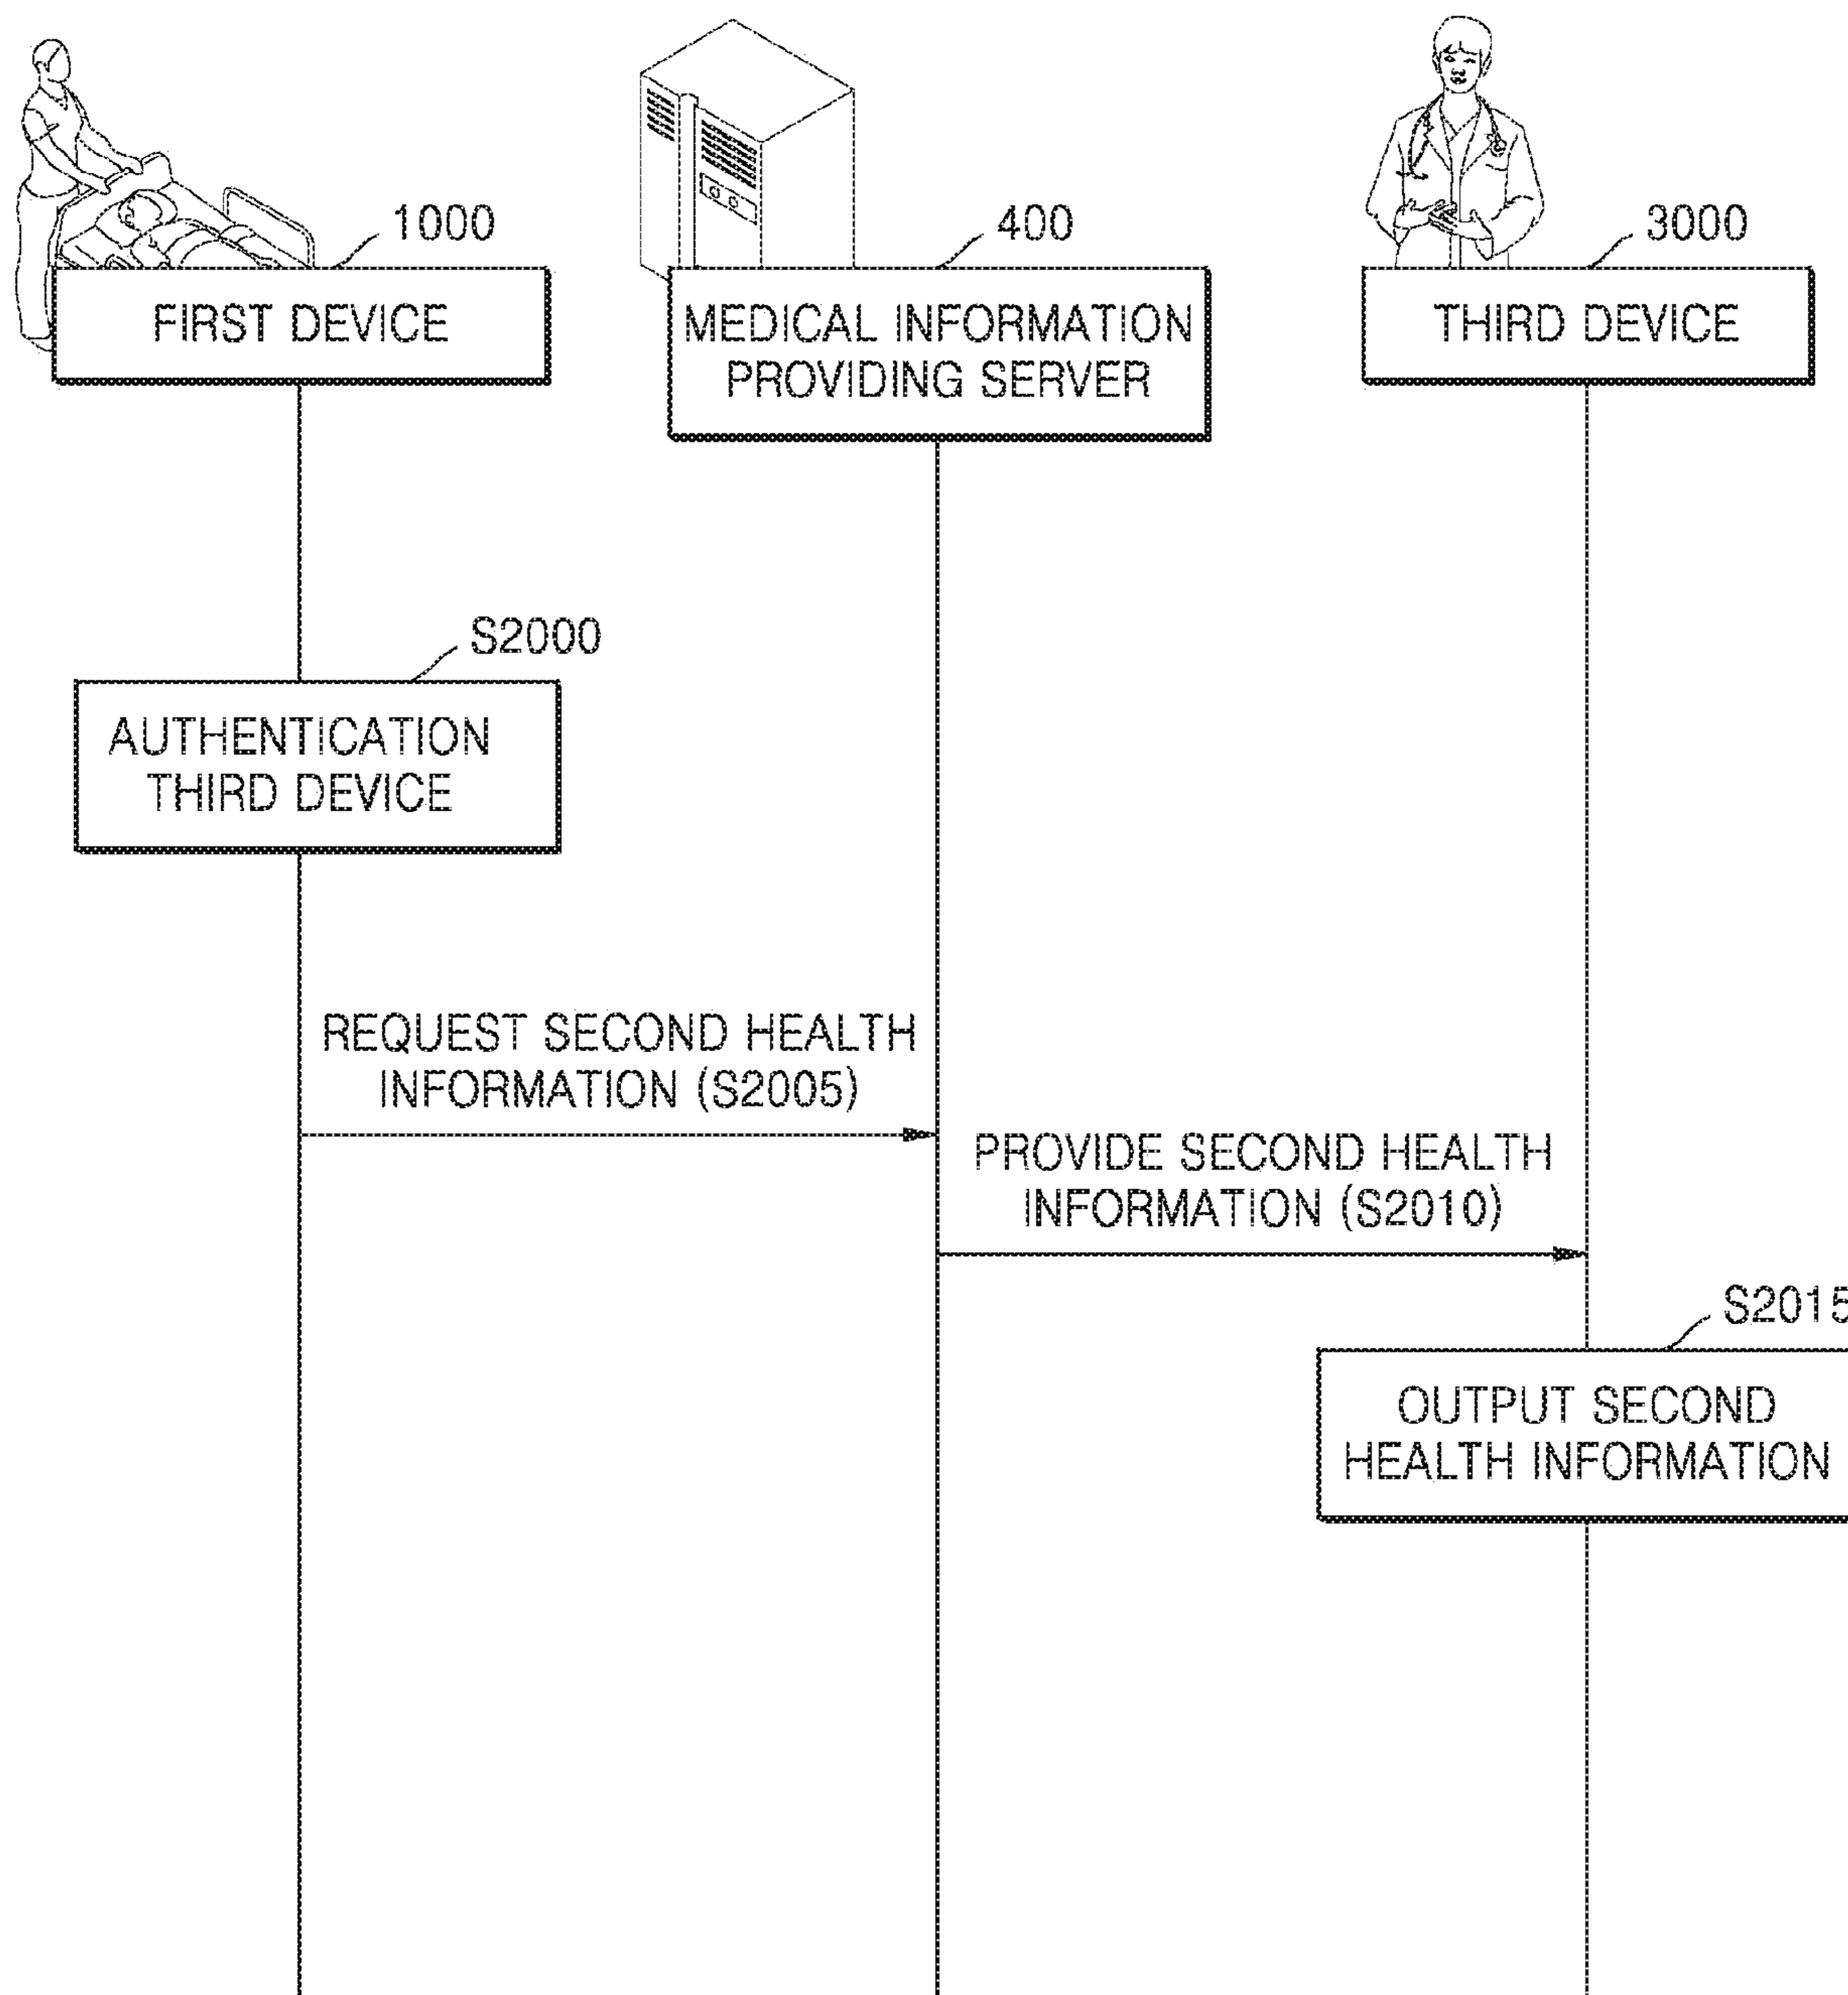 1000
400
3000
FIRST DEVICE
MEDICAL INFORMATION
PROVIDING SERVER
THIRD DEVICE
S2000
AUTHENTICATION
THIRD DEVICE
REQUEST SECOND HEALTH
INFORMATION (S2005)
PROVIDE SECOND HEALTH
INFORMATION (S2010)
S2015
OUTPUT SECOND
HEALTH INFORMATION